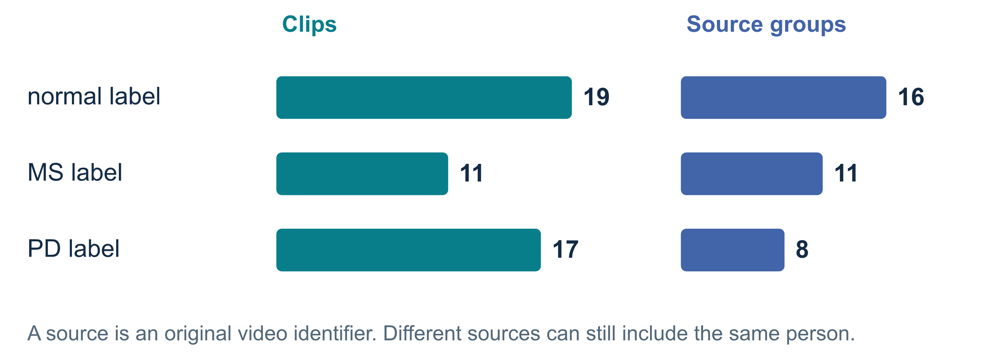 Clips Source groups
normal label 19 16
MS label 11 11
PD label 17 8
A source is an original video identifier. Different sources can still include the same person.